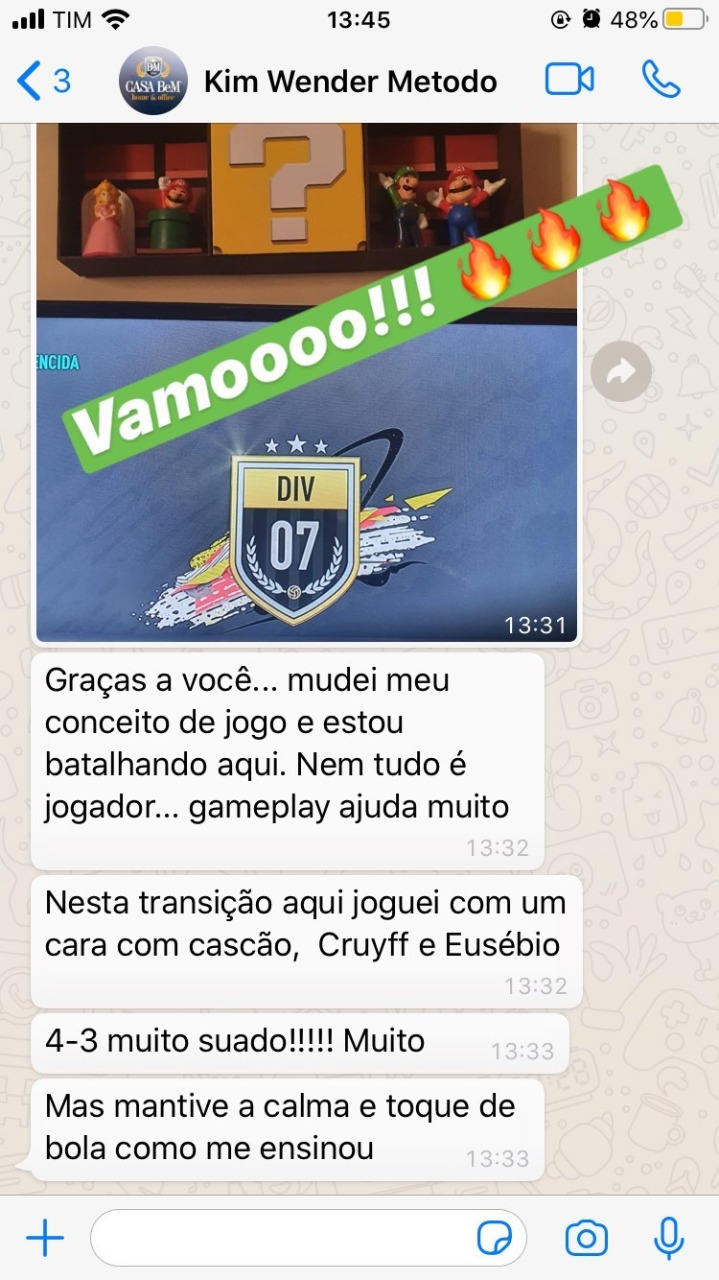 TIM 13:45 48%
3 BM CASA BeM home & office Kim Wender Metodo
?
Vamoooo!!! 🔥 🔥 🔥
ENCIDA
DIV
07
13:31
Graças a você... mudei meu
conceito de jogo e estou
batalhando aqui. Nem tudo é
jogador... gameplay ajuda muito
13:32
Nesta transição aqui joguei com um
cara com cascão,  Cruyff e Eusébio
13:32
4-3 muito suado!!!!! Muito
13:33
Mas mantive a calma e toque de
bola como me ensinou
13:33